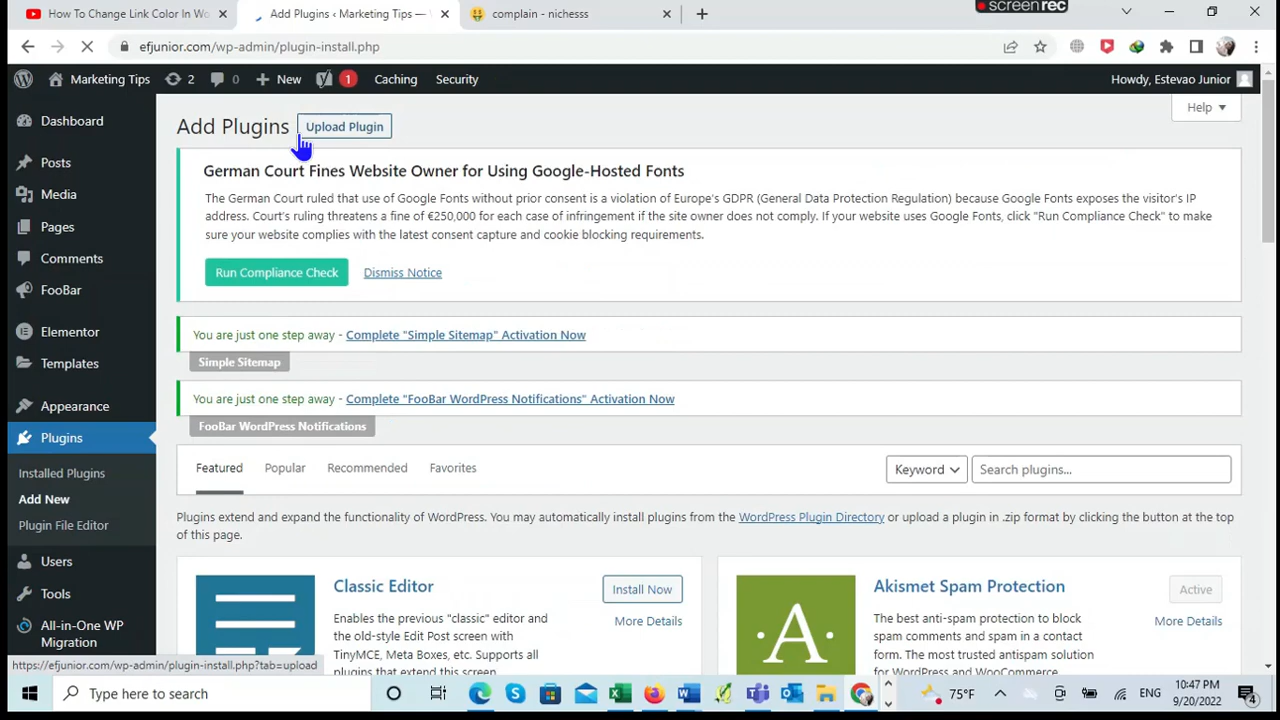 How To Change Link Color In Wo
Add Plugins ‹ Marketing Tips —
complain - nichesss
screenrec
efjunior.com/wp-admin/plugin-install.php
Marketing Tips
2
0
New
1
Caching
Security
Howdy, Estevao Junior
Help
Dashboard
Posts
Media
Pages
Comments
FooBar
Elementor
Templates
Appearance
Plugins
Installed Plugins
Add New
Plugin File Editor
Users
Tools
All-in-One WP
Migration
Add Plugins
Upload Plugin
German Court Fines Website Owner for Using Google-Hosted Fonts
The German Court ruled that use of Google Fonts without prior consent is a violation of Europe's GDPR (General Data Protection Regulation) because Google Fonts exposes the visitor's IP
address. Court's ruling threatens a fine of €250,000 for each case of infringement if the site owner does not comply. If your website uses Google Fonts, click "Run Compliance Check" to make
sure your website complies with the latest consent capture and cookie blocking requirements.
Run Compliance Check
Dismiss Notice
You are just one step away - Complete "Simple Sitemap" Activation Now
Simple Sitemap
You are just one step away - Complete "FooBar WordPress Notifications" Activation Now
FooBar WordPress Notifications
Featured
Popular
Recommended
Favorites
Keyword
Search plugins...
Plugins extend and expand the functionality of WordPress. You may automatically install plugins from the WordPress Plugin Directory or upload a plugin in .zip format by clicking the button at the top
of this page.
Classic Editor
Install Now
Enables the previous "classic" editor and
the old-style Edit Post screen with
TinyMCE, Meta Boxes, etc. Supports all
plugins that extend this screen.
More Details
Akismet Spam Protection
Active
The best anti-spam protection to block
spam comments and spam in a contact
form. The most trusted antispam solution
for WordPress and WooCommerce
More Details
https://efjunior.com/wp-admin/plugin-install.php?tab=upload
Type here to search
75°F
ENG
10:47 PM
9/20/2022
4